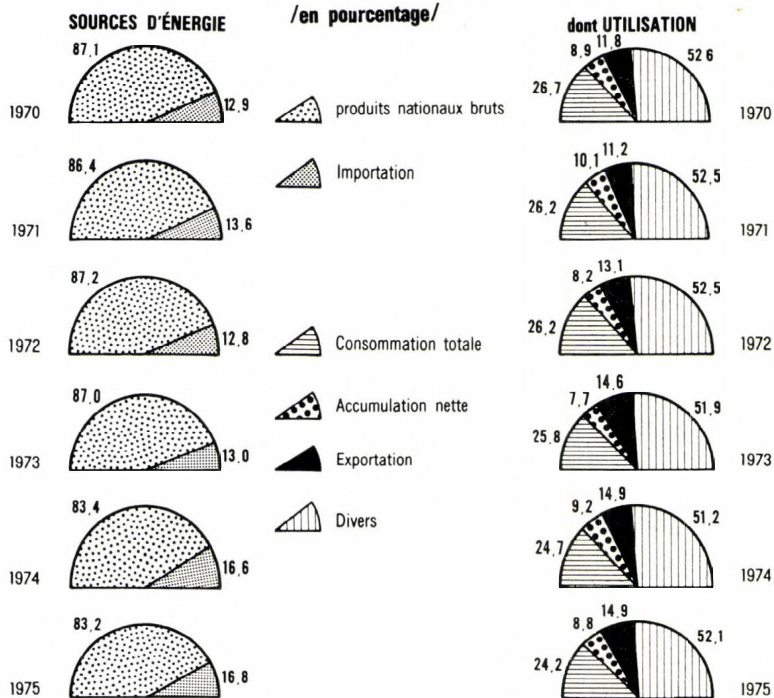 SOURCES D'ÉNERGIE /en pourcentage/ dont UTILISATION
1970 87,1 12,9 produits nationaux bruts 26,7 8,9 11,8 52 6 1970
Importation
1971 86,4 13,6 26,2 10,1 11,2 52,5 1971
1972 87,2 12,8 Consommation totale 26,2 8,2 13,1 52,5 1972
Accumulation nette
1973 87,0 13,0 Exportation 25,8 7,7 14,6 51,9 1973
Divers
1974 83,4 16,6 24,7 9,2 14,9 51,2 1974
1975 83,2 16,8 24,2 8,8 14,9 52,1 1975